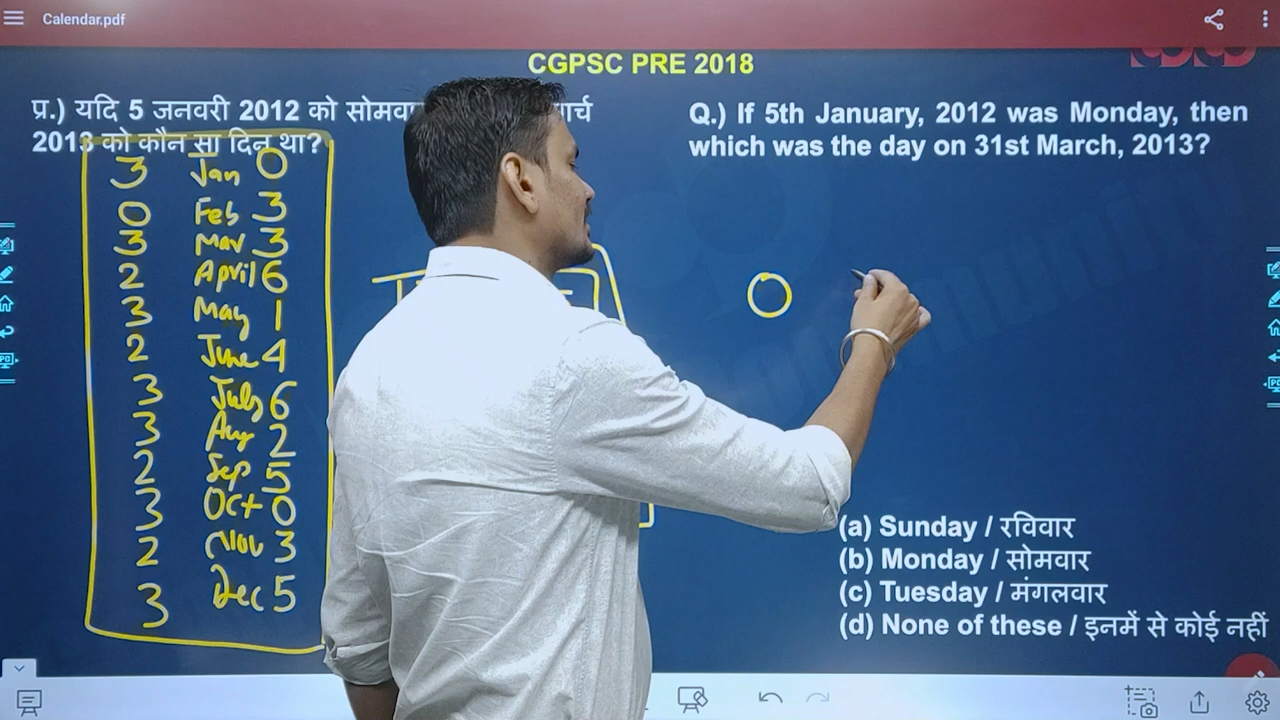 Calendar.pdf
CGPSC PRE 2018
प्र.) यदि 5 जनवरी 2012 को
2013 को कौन सा दिन था?
Q.) If 5th January, 2012 was Monday, then
which was the day on 31st March, 2013?
3 Jan 0
0 Feb 3
3 Mar 3
2 April 6
3 May 1
2 June 4
3 July 6
3 Aug 2
2 Sep 5
3 Oct 0
2 Nov 3
3 Dec 5
0
(a) Sunday / रविवार
(b) Monday / सोमवार
(c) Tuesday / मंगलवार
(d) None of these / इनमें से कोई नहीं